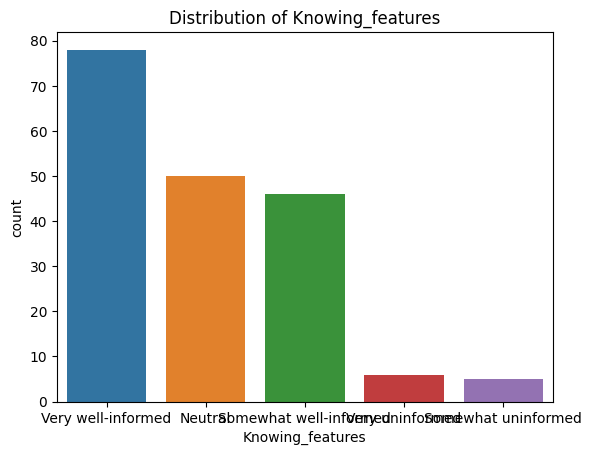 Distribution of Knowing_features
80
70
60
50
40
30
20
10
0
count
Very well-informed
Neutral
Somewhat well-informed
Very uninformed
Somewhat uninformed
Knowing_features